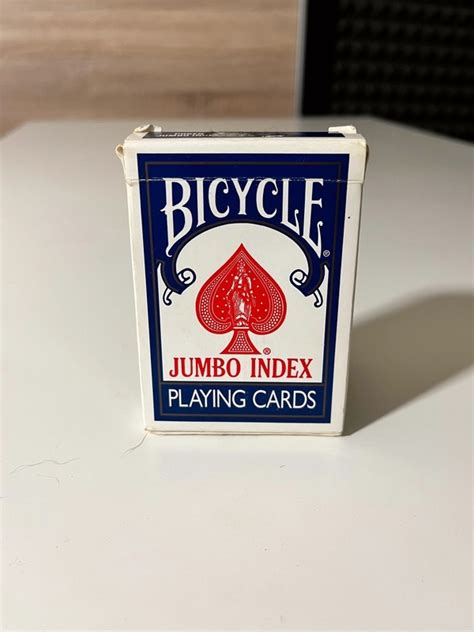 BICYCLE
®
®
JUMBO INDEX
PLAYING CARDS